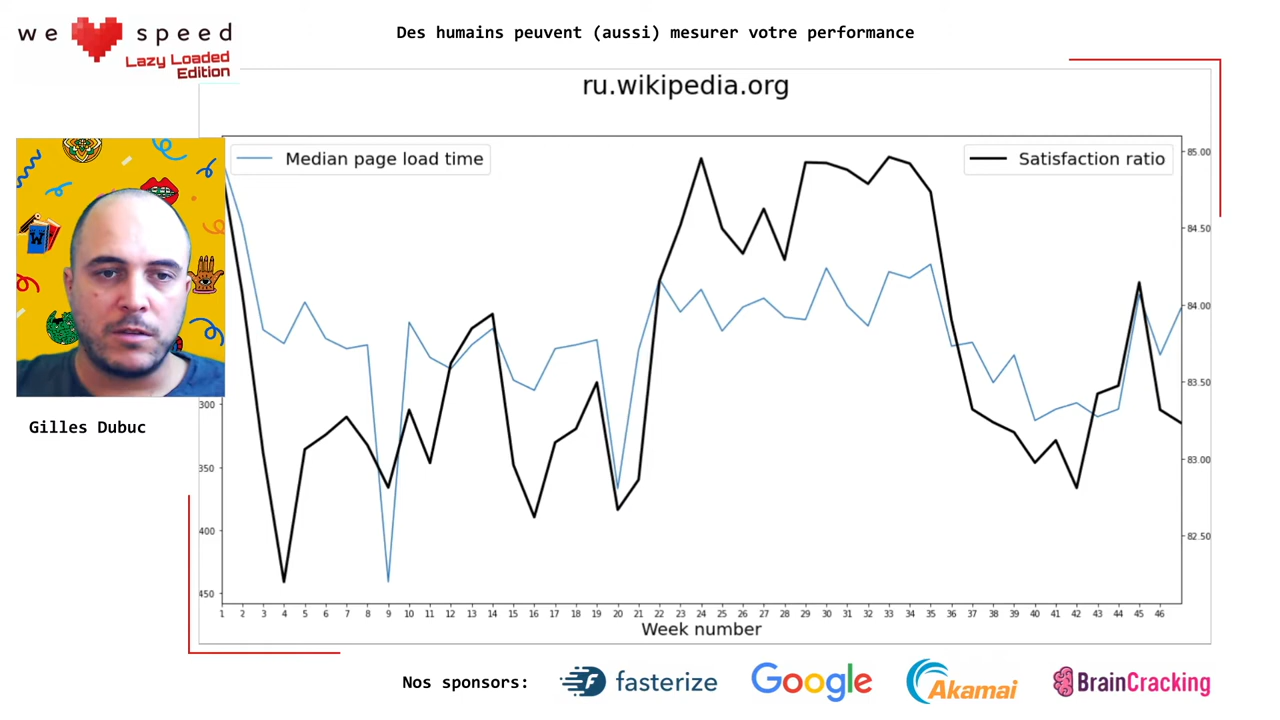 we speed
Lazy Loaded
Edition
Des humains peuvent (aussi) mesurer votre performance
ru.wikipedia.org
Median page load time
Satisfaction ratio
85.00
84.50
84.00
83.50
83.00
82.50
300
350
400
450
1 2 3 4 5 6 7 8 9 10 11 12 13 14 15 16 17 18 19 20 21 22 23 24 25 26 27 28 29 30 31 32 33 34 35 36 37 38 39 40 41 42 43 44 45 46
Week number
W
Gilles Dubuc
Nos sponsors:
F fasterize
Google
Akamai
BrainCracking